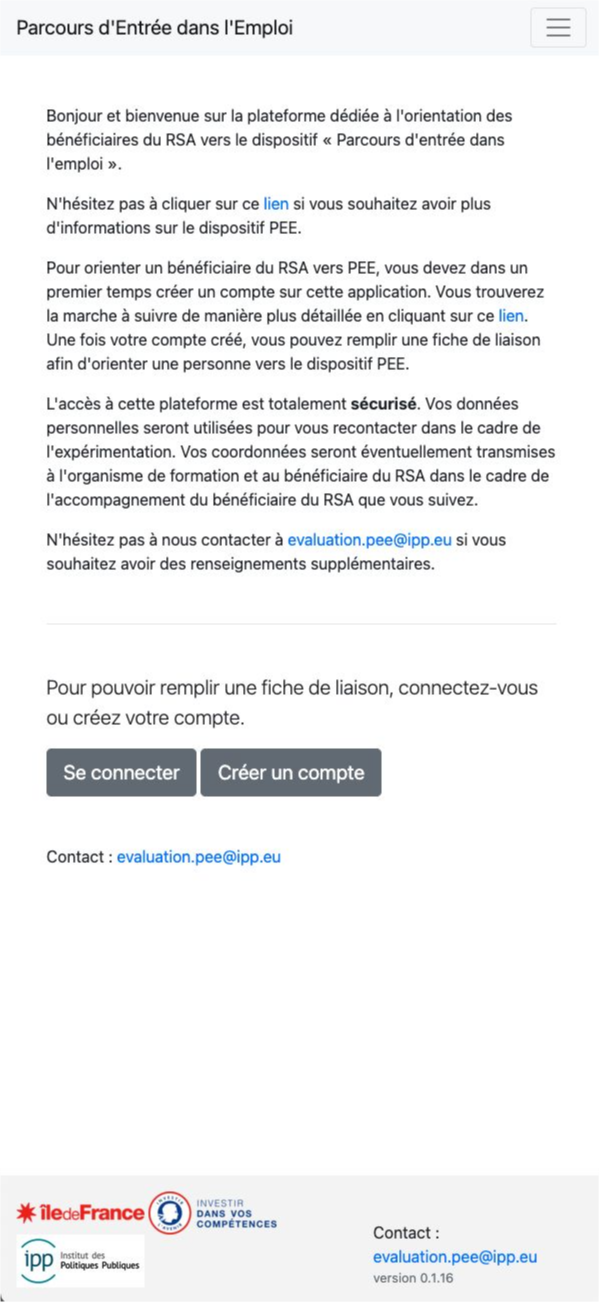 Parcours d'Entrée dans l'Emploi
Bonjour et bienvenue sur la plateforme dédiée à l'orientation des
bénéficiaires du RSA vers le dispositif « Parcours d'entrée dans
l'emploi ».
N'hésitez pas à cliquer sur ce lien si vous souhaitez avoir plus
d'informations sur le dispositif PEE.
Pour orienter un bénéficiaire du RSA vers PEE, vous devez dans un
premier temps créer un compte sur cette application. Vous trouverez
la marche à suivre de manière plus détaillée en cliquant sur ce lien.
Une fois votre compte créé, vous pouvez remplir une fiche de liaison
afin d'orienter une personne vers le dispositif PEE.
L'accès à cette plateforme est totalement sécurisé. Vos données
personnelles seront utilisées pour vous recontacter dans le cadre de
l'expérimentation. Vos coordonnées seront éventuellement transmises
à l'organisme de formation et au bénéficiaire du RSA dans le cadre de
l'accompagnement du bénéficiaire du RSA que vous suivez.
N'hésitez pas à nous contacter à evaluation.pee@ipp.eu si vous
souhaitez avoir des renseignements supplémentaires.
Pour pouvoir remplir une fiche de liaison, connectez-vous
ou créez votre compte.
Se connecter
Créer un compte
Contact : evaluation.pee@ipp.eu
îledeFrance
INVESTIR
DANS VOS
COMPÉTENCES
ipp
Institut des
Politiques Publiques
Contact :
evaluation.pee@ipp.eu
version 0.1.16